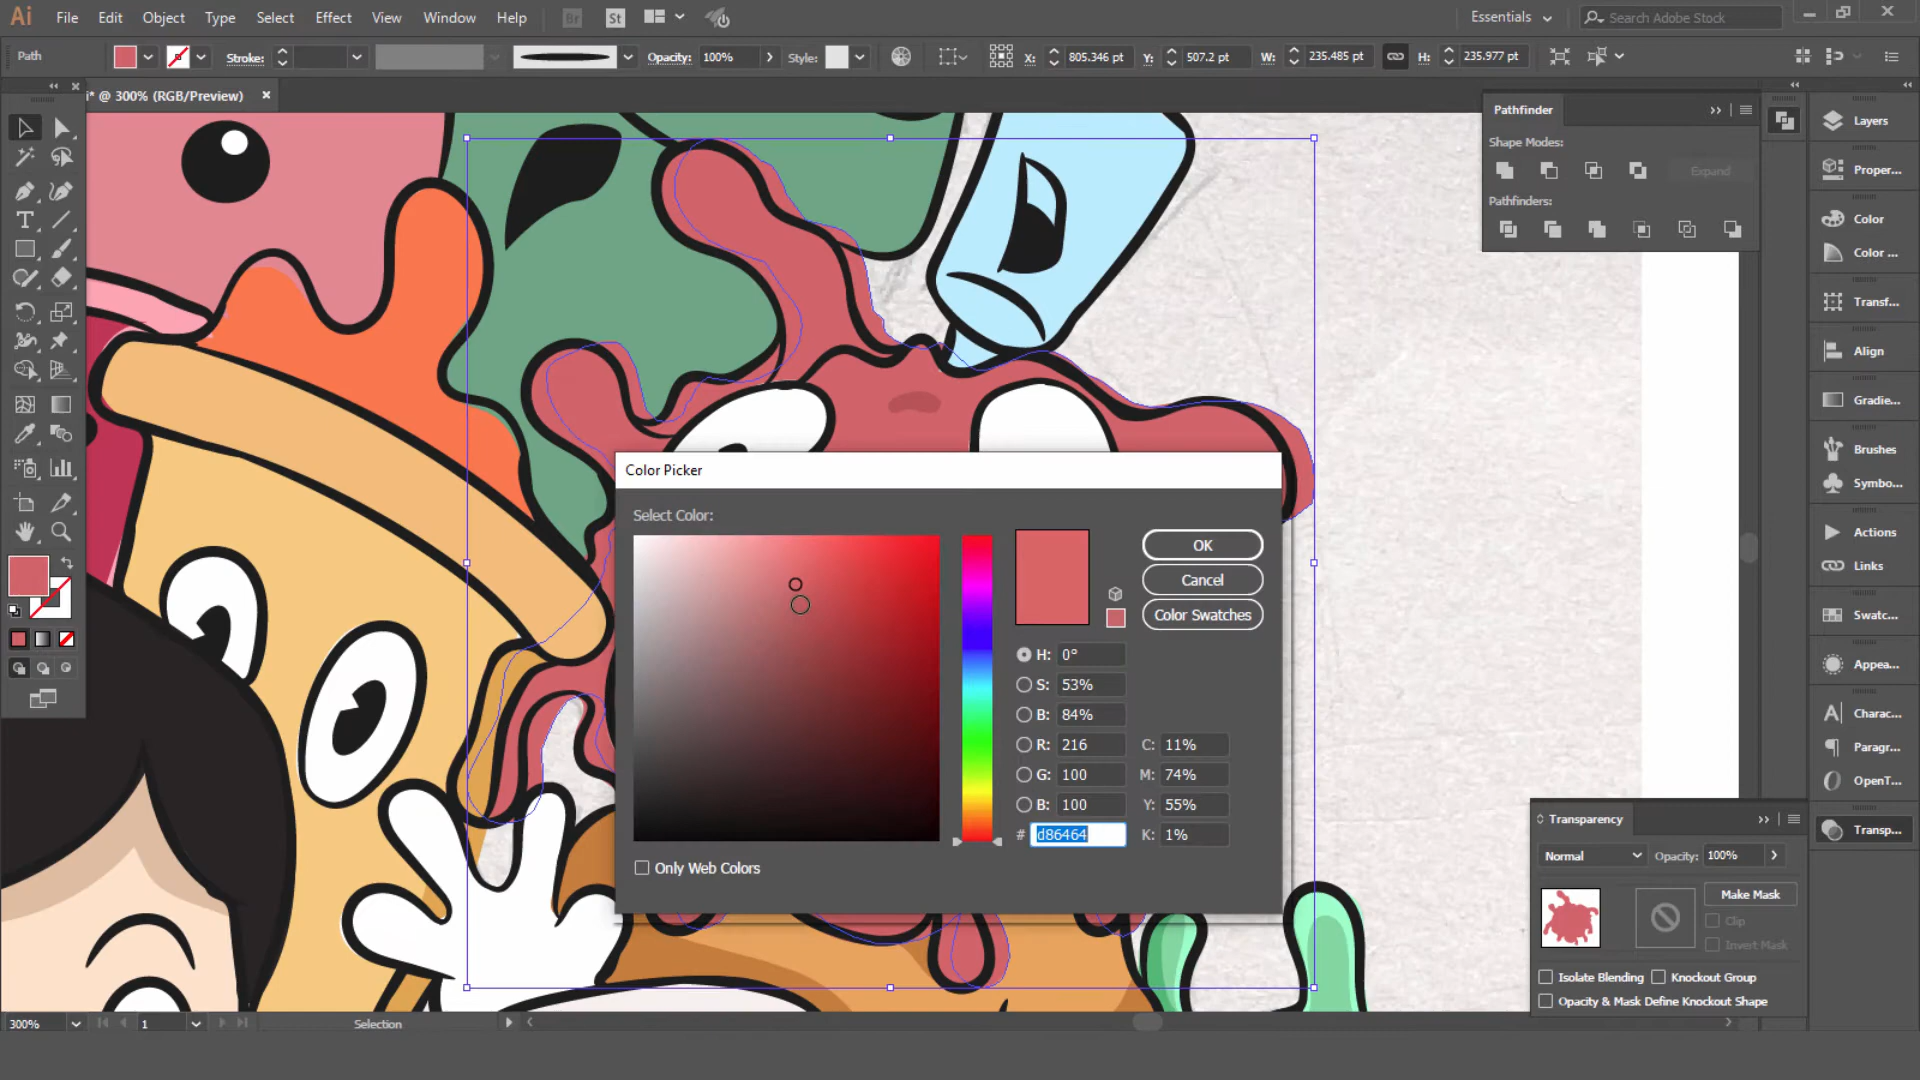 Ai File Edit Object Type Select Effect View Window Help Br St Essentials Search Adobe Stock
Path Stroke: Opacity: 100% Style: X: 805.346 pt Y: 507.2 pt W: 235.485 pt H: 235.977 pt
i* @ 300% (RGB/Preview)
Pathfinder
Shape Modes:
Expand
Pathfinders:
Layers
Proper...
Color
Color ...
Transf...
Align
Gradie...
Brushes
Symbo...
Actions
Links
Swatc...
Appea...
Charac...
Paragr...
OpenT...
Transp...
Color Picker
Select Color:
OK
Cancel
Color Swatches
H: 0°
S: 53%
B: 84%
R: 216 C: 11%
G: 100 M: 74%
B: 100 Y: 55%
# d86464 K: 1%
Only Web Colors
Transparency
Normal Opacity: 100%
Make Mask
Clip
Invert Mask
Isolate Blending Knockout Group
Opacity & Mask Define Knockout Shape
300% 1 Selection